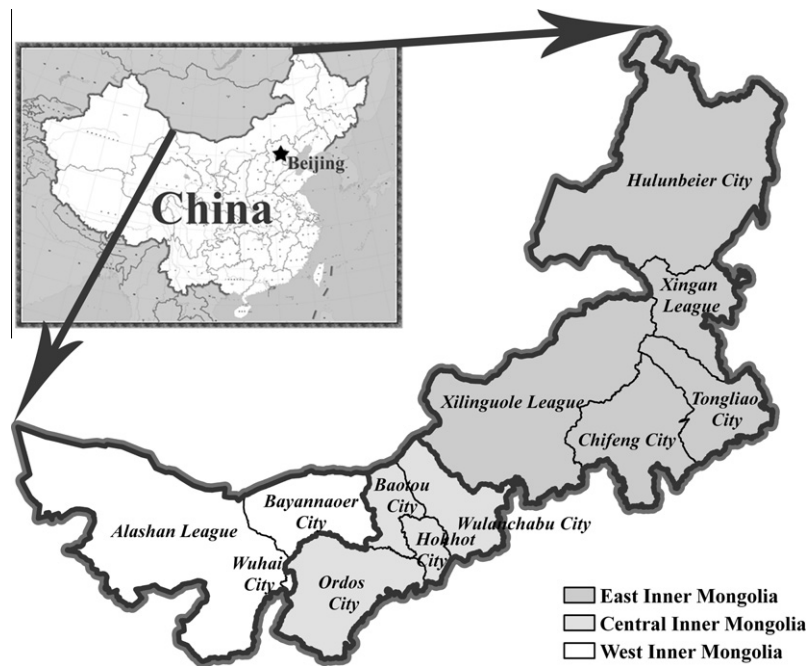 Beijing
China
Hulunbeier City
Xingan
League
Xilinguole League
Tongliao
City
Chifeng City
Baotou
City
Bayannaoer
City
Wulanchabu City
Alashan League
Hohhot
City
Wuhai
City
Ordos
City
East Inner Mongolia
Central Inner Mongolia
West Inner Mongolia